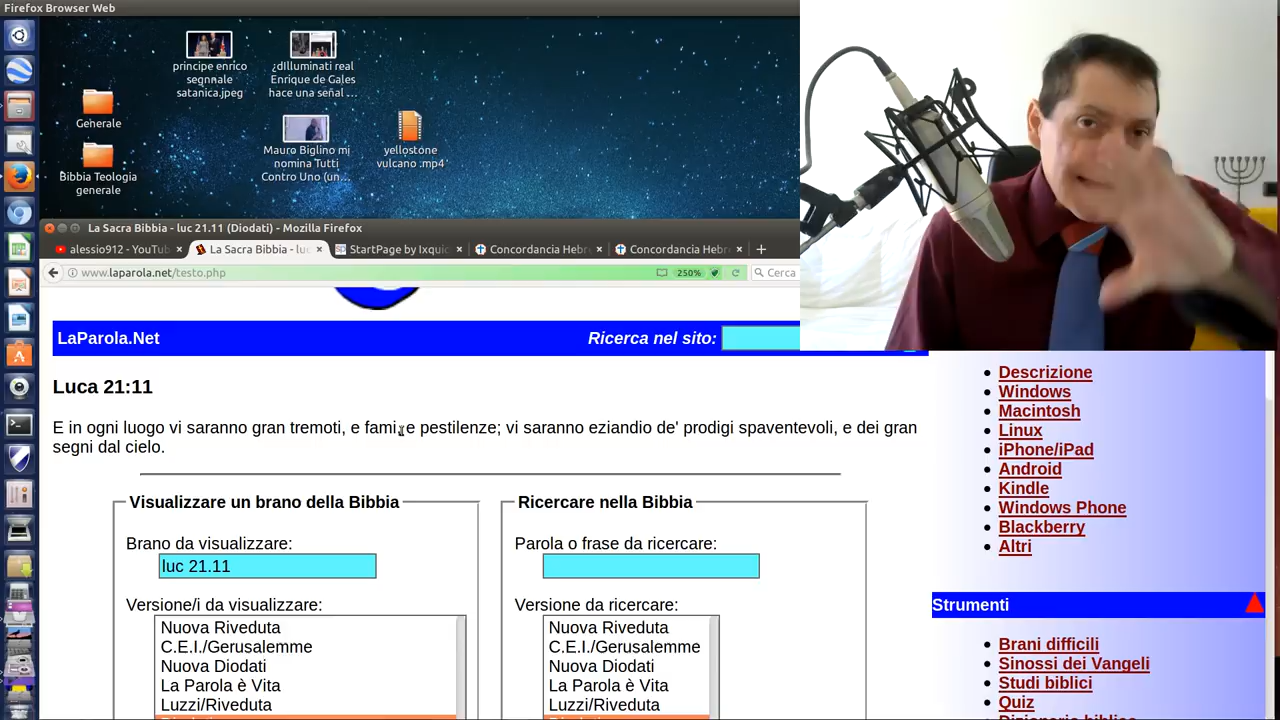 Firefox Browser Web
principe enrico
segnnale
satanica.jpeg
¿dIlluminati real
Enrique de Gales
hace una señal ...
Generale
Mauro Biglino mi
nomina Tutti
Contro Uno (un...
yellostone
vulcano .mp4
Bibbia Teologia
generale
La Sacra Bibbia - luc 21.11 (Diodati) - Mozilla Firefox
alessio912 - YouTub
La Sacra Bibbia - luc
StartPage by Ixquic
Concordancia Hebre
Concordancia Hebre
www.laparola.net/testo.php
250%
Cerca
LaParola.Net
Ricerca nel sito:
Luca 21:11
E in ogni luogo vi saranno gran tremoti, e fami, e pestilenze; vi saranno eziandio de' prodigi spaventevoli, e dei gran
segni dal cielo.
Visualizzare un brano della Bibbia
Brano da visualizzare:
luc 21.11
Versione/i da visualizzare:
Nuova Riveduta
C.E.I./Gerusalemme
Nuova Diodati
La Parola è Vita
Luzzi/Riveduta
Ricercare nella Bibbia
Parola o frase da ricercare:
Versione da ricercare:
Nuova Riveduta
C.E.I./Gerusalemme
Nuova Diodati
La Parola è Vita
Luzzi/Riveduta
Descrizione
Windows
Macintosh
Linux
iPhone/iPad
Android
Kindle
Windows Phone
Blackberry
Altri
Strumenti
Brani difficili
Sinossi dei Vangeli
Studi biblici
Quiz